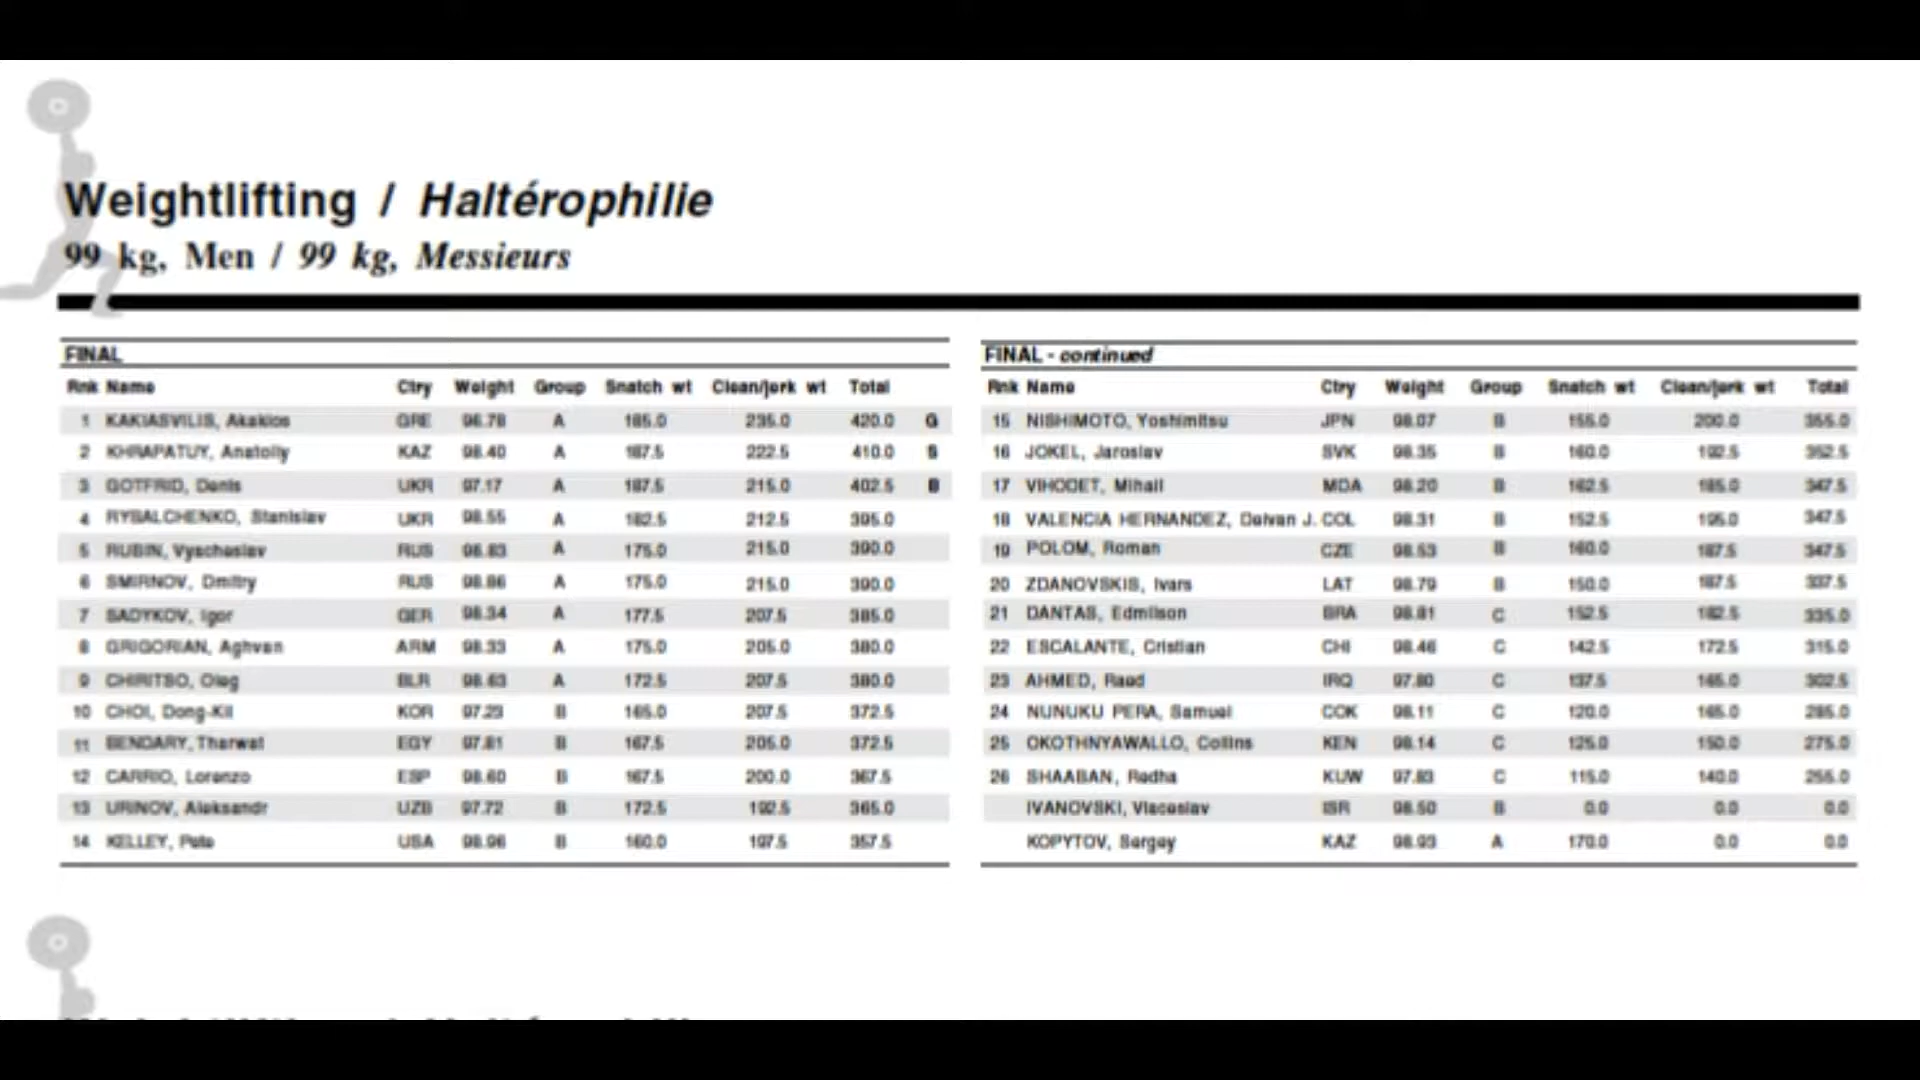 Weightlifting / Haltérophilie
99 kg, Men / 99 kg, Messieurs
FINAL
Rnk Name Ctry Weight Group Snatch wt Clean/jerk wt Total
1 KAKIASVILIS, Akakios GRE 98.78 A 185.0 235.0 420.0 G
2 KHRAPATUY, Anatoliy KAZ 98.40 A 187.5 222.5 410.0 S
3 GOTFRID, Denis UKR 97.17 A 187.5 215.0 402.5 B
4 RYBALCHENKO, Stanislav UKR 98.55 A 182.5 212.5 395.0
5 RUBIN, Vyacheslav RUS 98.83 A 175.0 215.0 390.0
6 SMIRNOV, Dmitry RUS 98.86 A 175.0 215.0 390.0
7 SADYKOV, Igor GER 98.34 A 177.5 207.5 385.0
8 GRIGORIAN, Aghvan ARM 98.33 A 175.0 205.0 380.0
9 CHIRITSO, Oleg BLR 98.63 A 172.5 207.5 380.0
10 CHOI, Dong-Kil KOR 97.23 B 165.0 207.5 372.5
11 BENDARY, Tharwat EGY 97.81 B 167.5 205.0 372.5
12 CARRIO, Lorenzo ESP 98.60 B 167.5 200.0 367.5
13 URINOV, Aleksandr UZB 97.72 B 172.5 192.5 365.0
14 KELLEY, Pete USA 98.96 B 160.0 197.5 357.5
FINAL - continued
Rnk Name Ctry Weight Group Snatch wt Clean/jerk wt Total
15 NISHIMOTO, Yoshimitsu JPN 98.07 B 155.0 200.0 355.0
16 JOKEL, Jaroslav SVK 98.35 B 160.0 192.5 352.5
17 VIHODET, Mihail MDA 98.20 B 162.5 185.0 347.5
18 VALENCIA HERNANDEZ, Deivan J. COL 98.31 B 152.5 195.0 347.5
19 POLOM, Roman CZE 98.53 B 160.0 187.5 347.5
20 ZDANOVSKIS, Ivars LAT 98.79 B 150.0 187.5 337.5
21 DANTAS, Edmilson BRA 98.81 C 152.5 182.5 335.0
22 ESCALANTE, Cristian CHI 98.46 C 142.5 172.5 315.0
23 AHMED, Raed IRQ 97.80 C 137.5 165.0 302.5
24 NUNUKU PERA, Samuel COK 98.11 C 120.0 165.0 285.0
25 OKOTHNYAWALLO, Collins KEN 98.14 C 125.0 150.0 275.0
26 SHAABAN, Redha KUW 97.83 C 115.0 140.0 255.0
IVANOVSKI, Viaceslav ISR 98.50 B 0.0 0.0 0.0
KOPYTOV, Sergey KAZ 98.93 A 170.0 0.0 0.0